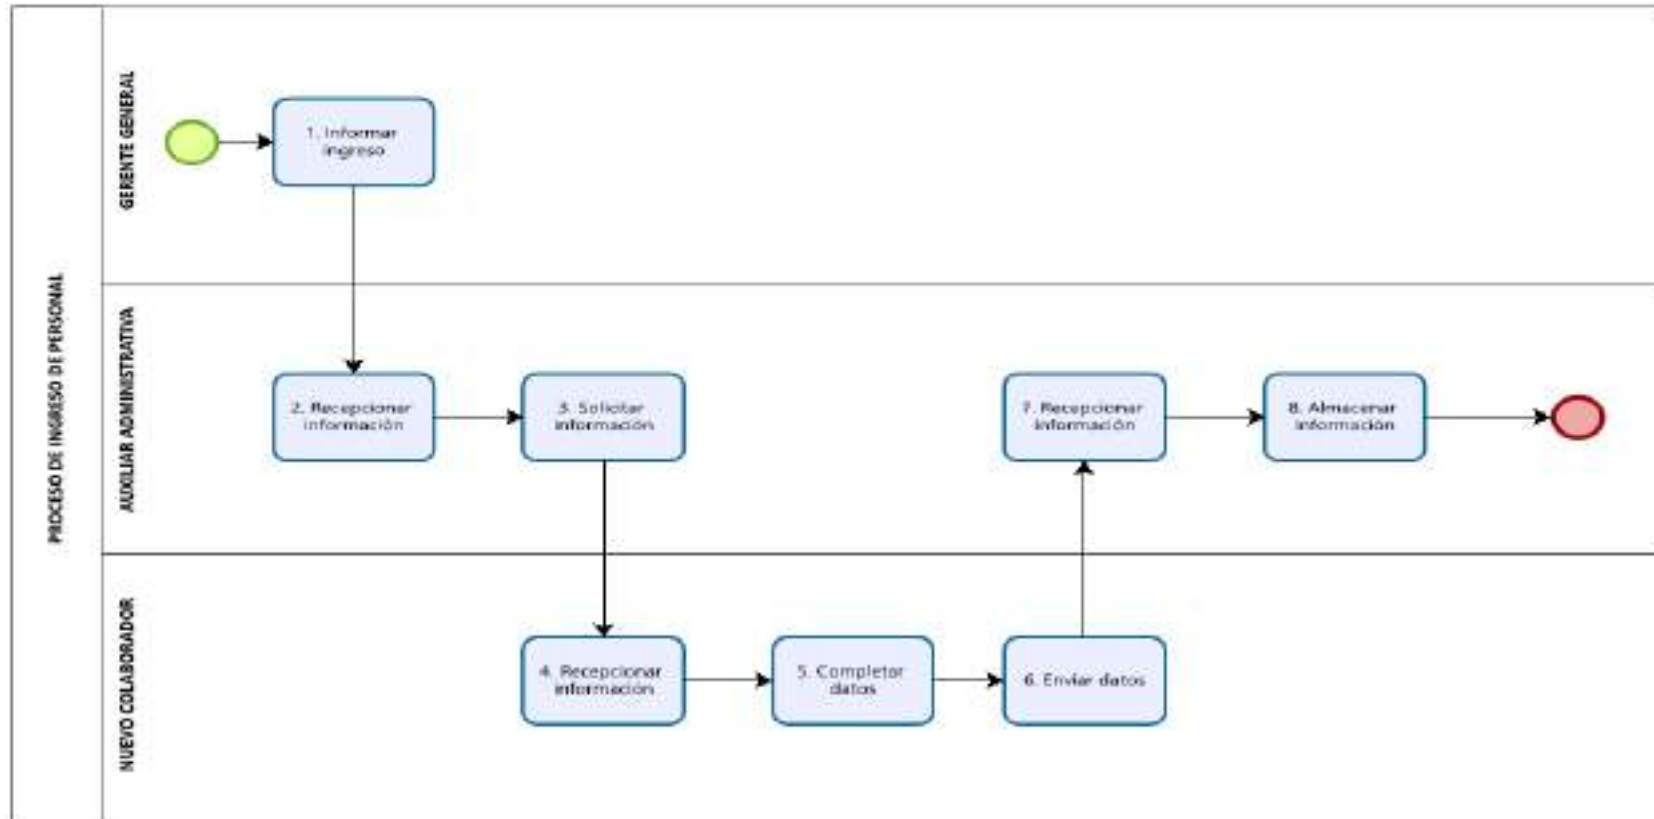 PROCESO DE INGRESO DE PERSONAL
GERENTE GENERAL
1. Informar
ingreso
AUXILIAR ADMINISTRATIVA
2. Recepcionar
información
3. Solicitar
información
7. Recepcionar
información
8. Almacenar
información
NUEVO COLABORADOR
4. Recepcionar
información
5. Completar
datos
6. Enviar datos